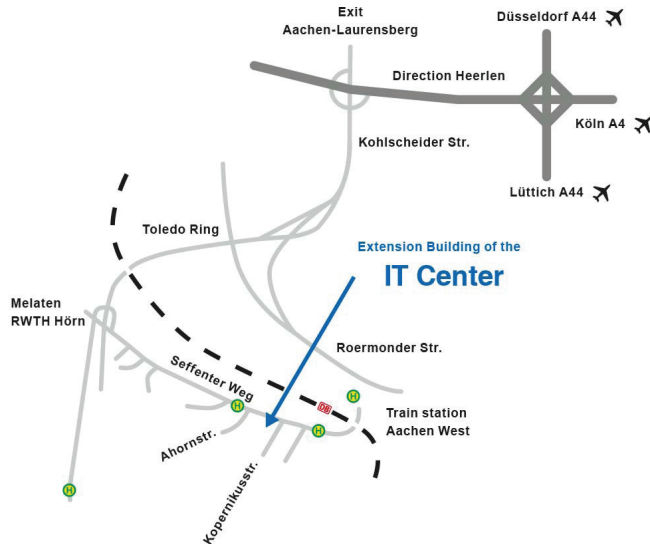 Exit
Aachen-Laurensberg
Düsseldorf A44
Direction Heerlen
Köln A4
Kohlscheider Str.
Lüttich A44
Toledo Ring
Extension Building of the
IT Center
Melaten
RWTH Hörn
Roermonder Str.
Seffenter Weg
H
DB
Train station
Aachen West
H
H
Ahornstr.
Kopernikusstr.
H